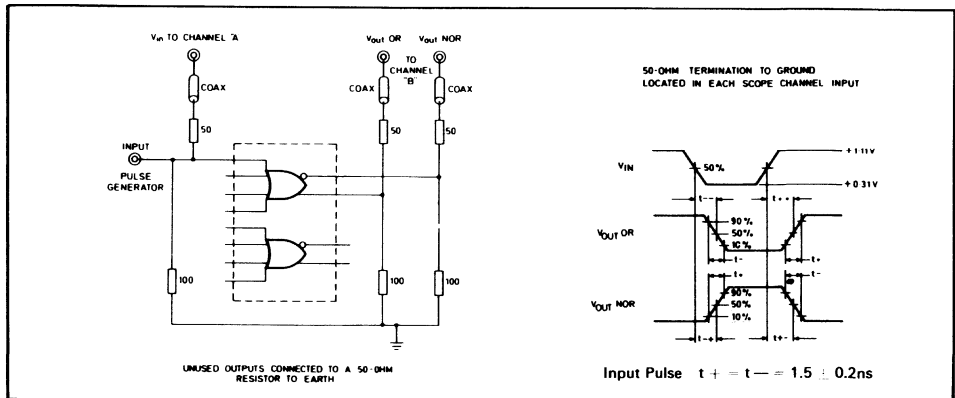 Vin TO CHANNEL "A"
Vout OR Vout NOR
TO
CHANNEL
"B"
COAX
COAX
COAX
50
50
50
INPUT
PULSE
GENERATOR
100
100
100
UNUSED OUTPUTS CONNECTED TO A 50-OHM
RESISTOR TO EARTH
50-OHM TERMINATION TO GROUND
LOCATED IN EACH SCOPE CHANNEL INPUT
VIN
50%
+1.11V
+0.31V
t-- t++
VOUT OR
90%
50%
10%
t- t+
VOUT NOR
t+ t-
90%
50%
10%
t-+ t+-
Input Pulse t + = t — = 1.5 ± 0.2ns